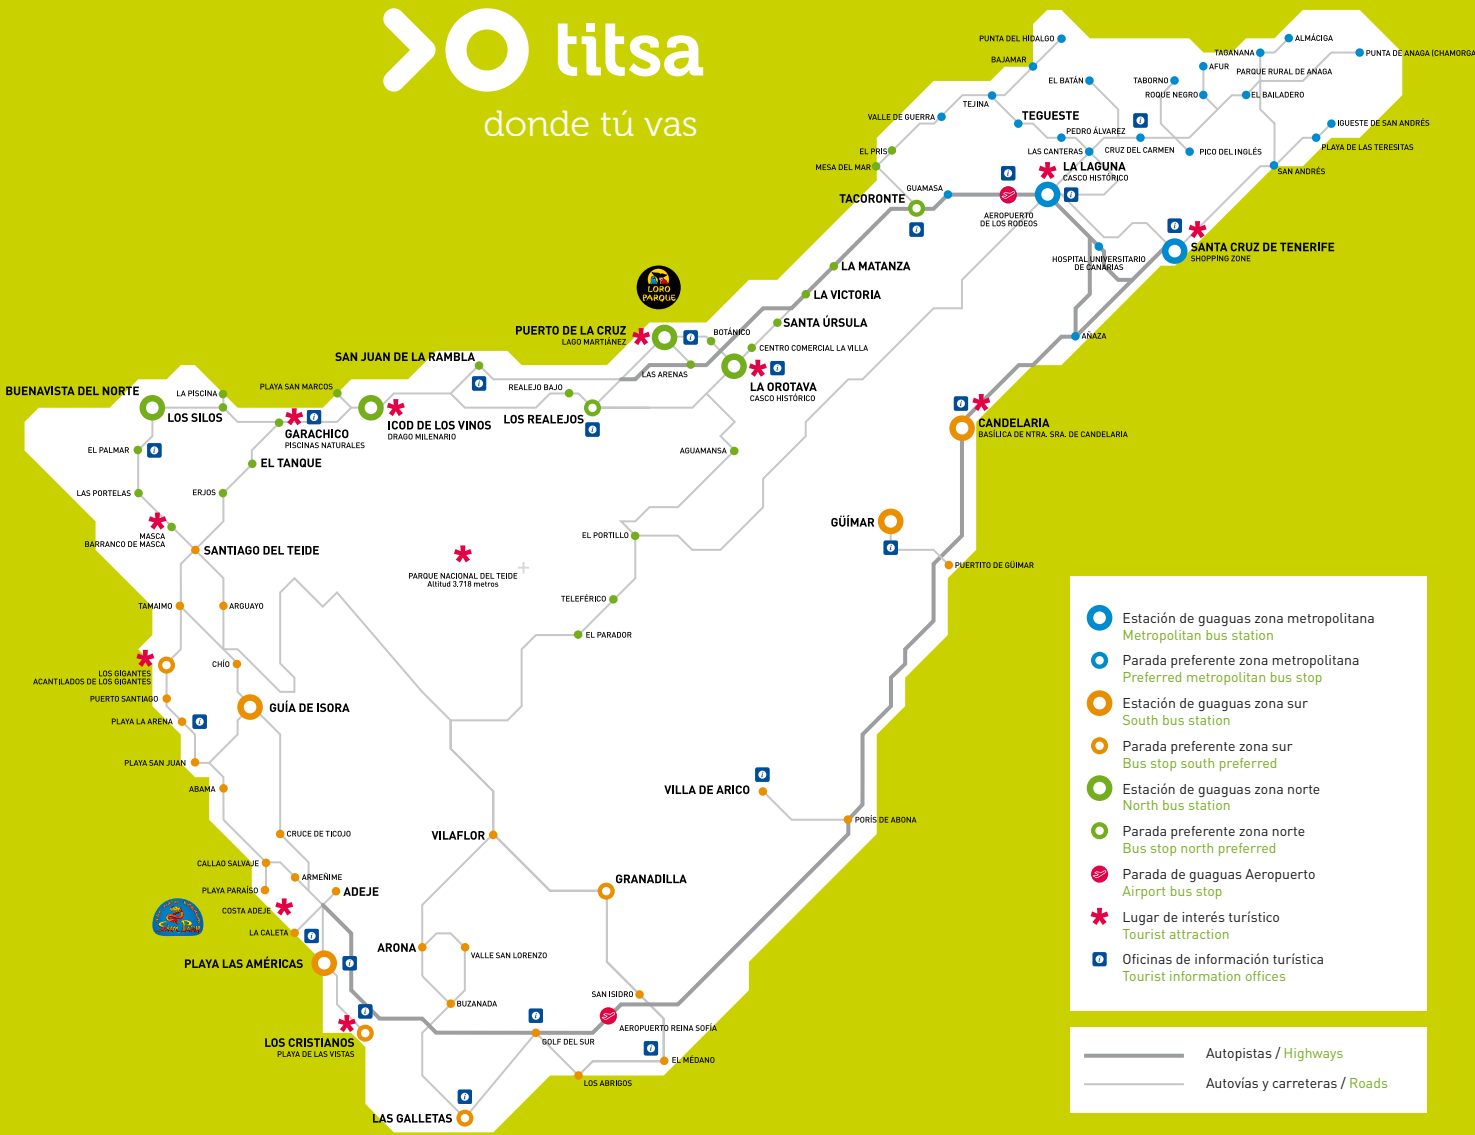 titsa
donde tú vas
PUNTA DEL HIDALGO
BAJAMAR
ALMÁCIGA
TAGANANA
PUNTA DE ANAGA (CHAMORGA
AFUR
PARQUE RURAL DE ANAGA
EL BATÁN
TABORNO
ROQUE NEGRO
EL BAILADERO
TEJINA
VALLE DE GUERRA
TEGUESTE
PEDRO ÁLVAREZ
IGUESTE DE SAN ANDRÉS
PLAYA DE LAS TERESITAS
EL PRIS
LAS CANTERAS
CRUZ DEL CARMEN
PICO DEL INGLÉS
MESA DEL MAR
LA LAGUNA
CASCO HISTÓRICO
SAN ANDRÉS
GUAMASA
TACORONTE
AEROPUERTO
DE LOS RODEOS
SANTA CRUZ DE TENERIFE
SHOPPING ZONE
HOSPITAL UNIVERSITARIO
DE CANARIAS
LA MATANZA
LORO
PARQUE
LA VICTORIA
SANTA ÚRSULA
PUERTO DE LA CRUZ
LAGO MARTIÁNEZ
BOTÁNICO
AÑAZA
CENTRO COMERCIAL LA VILLA
SAN JUAN DE LA RAMBLA
LAS ARENAS
LA OROTAVA
CASCO HISTÓRICO
BUENAVISTA DEL NORTE
LA PISCINA
PLAYA SAN MARCOS
REALEJO BAJO
LOS SILOS
LOS REALEJOS
ICOD DE LOS VINOS
DRAGO MILENARIO
GARACHICO
PISCINAS NATURALES
CANDELARIA
BASÍLICA DE NTRA. SRA. DE CANDELARIA
EL PALMAR
AGUAMANSA
EL TANQUE
LAS PORTELAS
ERJOS
GÜÍMAR
MASCA
BARRANCO DE MASCA
EL PORTILLO
SANTIAGO DEL TEIDE
PUERTITO DE GÜIMAR
PARQUE NACIONAL DEL TEIDE
Altitud 3.718 metros
TELEFÉRICO
TAMAIMO
ARGUAYO
EL PARADOR
CHÍO
LOS GIGANTES
ACANTILADOS DE LOS GIGANTES
PUERTO SANTIAGO
GUÍA DE ISORA
PLAYA LA ARENA
PLAYA SAN JUAN
ABAMA
VILLA DE ARICO
PORÍS DE ABONA
CRUCE DE TICOJO
VILAFLOR
CALLAO SALVAJE
ARMEÑIME
GRANADILLA
PLAYA PARAÍSO
ADEJE
COSTA ADEJE
LA CALETA
ARONA
VALLE SAN LORENZO
PLAYA LAS AMÉRICAS
SAN ISIDRO
BUZANADA
AEROPUERTO REINA SOFÍA
LOS CRISTIANOS
PLAYA DE LAS VISTAS
GOLF DEL SUR
EL MÉDANO
LOS ABRIGOS
LAS GALLETAS
Estación de guaguas zona metropolitana
Metropolitan bus station
Parada preferente zona metropolitana
Preferred metropolitan bus stop
Estación de guaguas zona sur
South bus station
Parada preferente zona sur
Bus stop south preferred
Estación de guaguas zona norte
North bus station
Parada preferente zona norte
Bus stop north preferred
Parada de guaguas Aeropuerto
Airport bus stop
Lugar de interés turístico
Tourist attraction
Oficinas de información turística
Tourist information offices
Autopistas / Highways
Autovías y carreteras / Roads